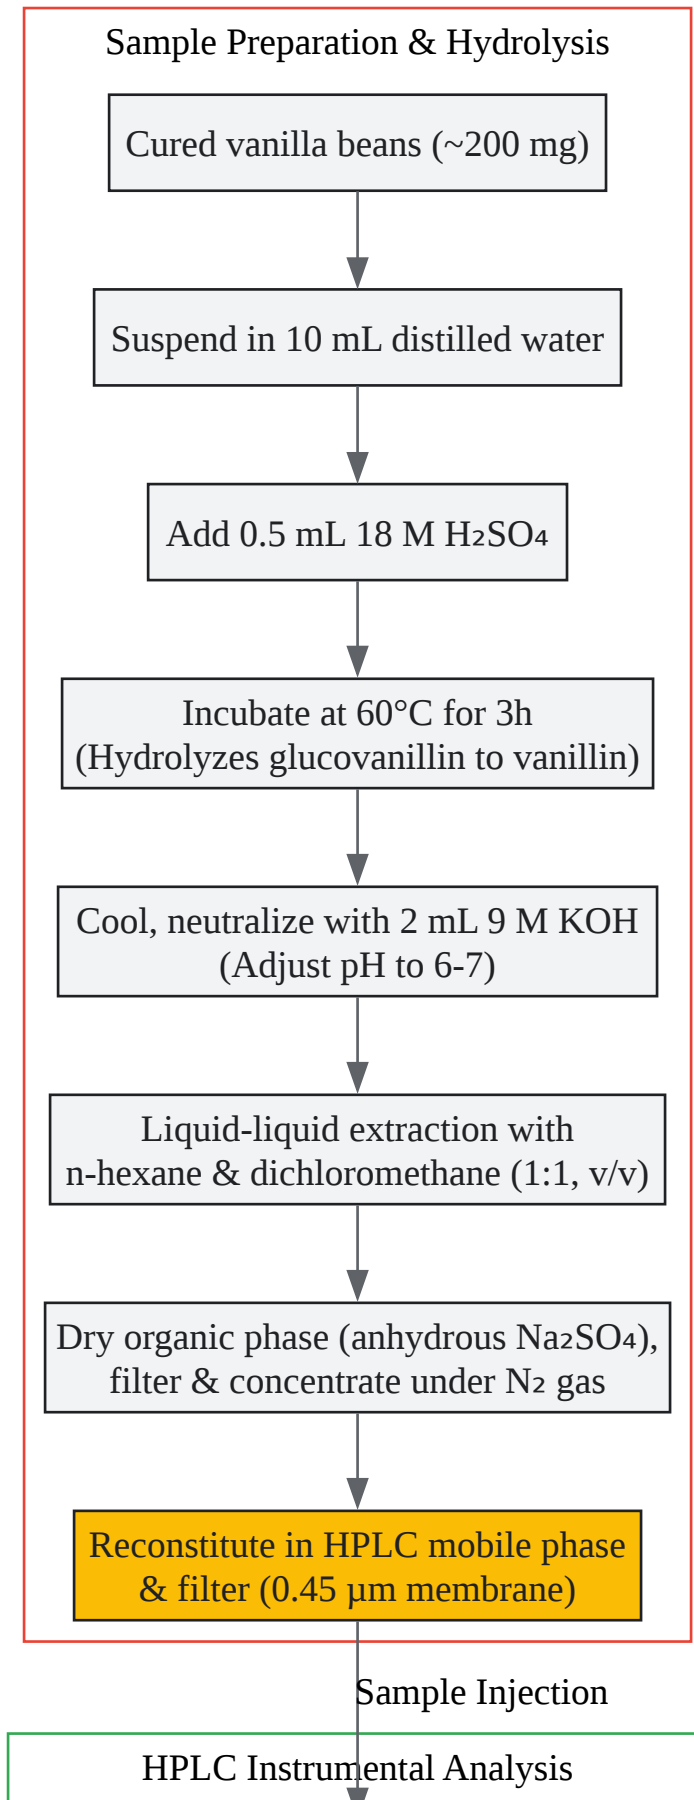 Sample Preparation & Hydrolysis
Cured vanilla beans (~200 mg)
Suspend in 10 mL distilled water
Add 0.5 mL 18 M H₂SO₄
Incubate at 60°C for 3h
(Hydrolyzes glucovanillin to vanillin)
Cool, neutralize with 2 mL 9 M KOH
(Adjust pH to 6-7)
Liquid-liquid extraction with
n-hexane & dichloromethane (1:1, v/v)
Dry organic phase (anhydrous Na₂SO₄),
filter & concentrate under N₂ gas
Reconstitute in HPLC mobile phase
& filter (0.45 µm membrane)
Sample Injection
HPLC Instrumental Analysis